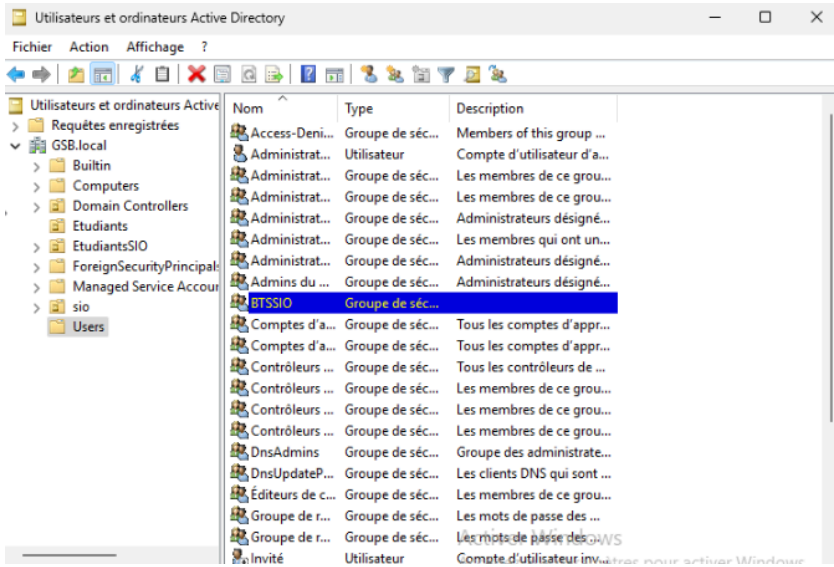 Utilisateurs et ordinateurs Active Directory
Fichier Action Affichage ?
Utilisateurs et ordinateurs Active
Requêtes enregistrées
GSB.local
Builtin
Computers
Domain Controllers
Etudiants
EtudiantsSIO
ForeignSecurityPrincipals
Managed Service Accour
sio
Users
Nom Type Description
Access-Deni... Groupe de séc... Members of this group ...
Administrat... Utilisateur Compte d'utilisateur d'a...
Administrat... Groupe de séc... Les membres de ce grou...
Administrat... Groupe de séc... Les membres de ce grou...
Administrat... Groupe de séc... Administrateurs désigné...
Administrat... Groupe de séc... Les membres qui ont un...
Administrat... Groupe de séc... Administrateurs désigné...
Admins du ... Groupe de séc... Administrateurs désigné...
BTSSIO Groupe de séc...
Comptes d'a... Groupe de séc... Tous les comptes d'appr...
Comptes d'a... Groupe de séc... Tous les comptes d'appr...
Contrôleurs ... Groupe de séc... Tous les contrôleurs de ...
Contrôleurs ... Groupe de séc... Les membres de ce grou...
Contrôleurs ... Groupe de séc... Les membres de ce grou...
Contrôleurs ... Groupe de séc... Les membres de ce grou...
DnsAdmins Groupe de séc... Groupe des administrate...
DnsUpdateP... Groupe de séc... Les clients DNS qui sont ...
Éditeurs de c... Groupe de séc... Les membres de ce grou...
Groupe de r... Groupe de séc... Les mots de passe des ...
Groupe de r... Groupe de séc... Les mots de passe des ...
Invité Utilisateur Compte d'utilisateur inv...
Activer Windows
pour activer Windows